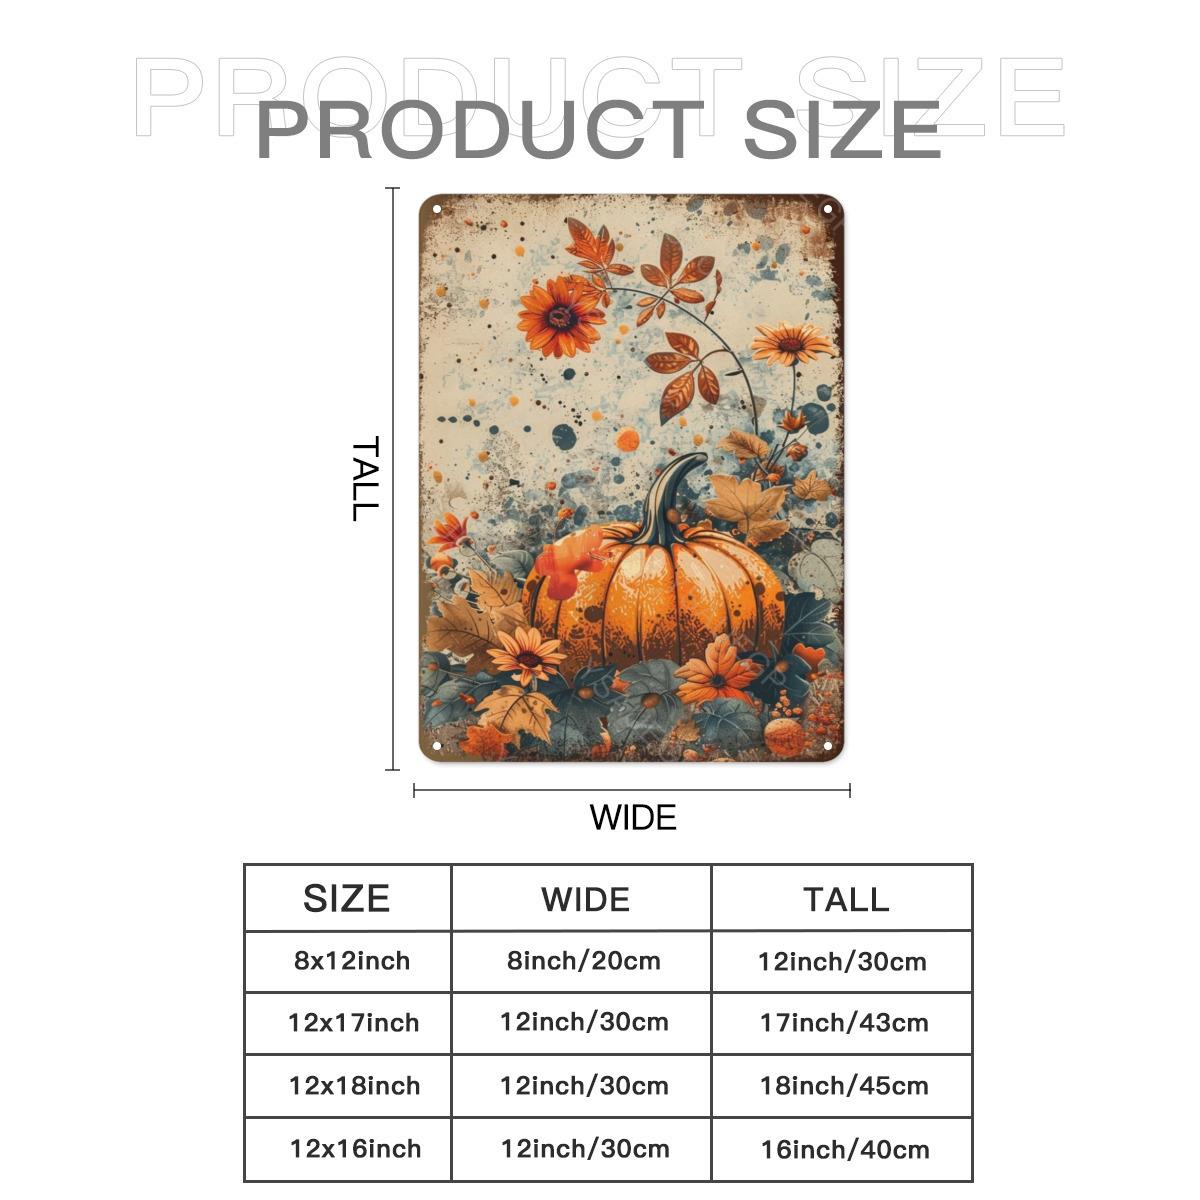 PRODUCT SIZE
PRODUCT SIZE
TALL
WIDE
SIZE WIDE TALL
8x12inch 8inch/20cm 12inch/30cm
12x17inch 12inch/30cm 17inch/43cm
12x18inch 12inch/30cm 18inch/45cm
12x16inch 12inch/30cm 16inch/40cm